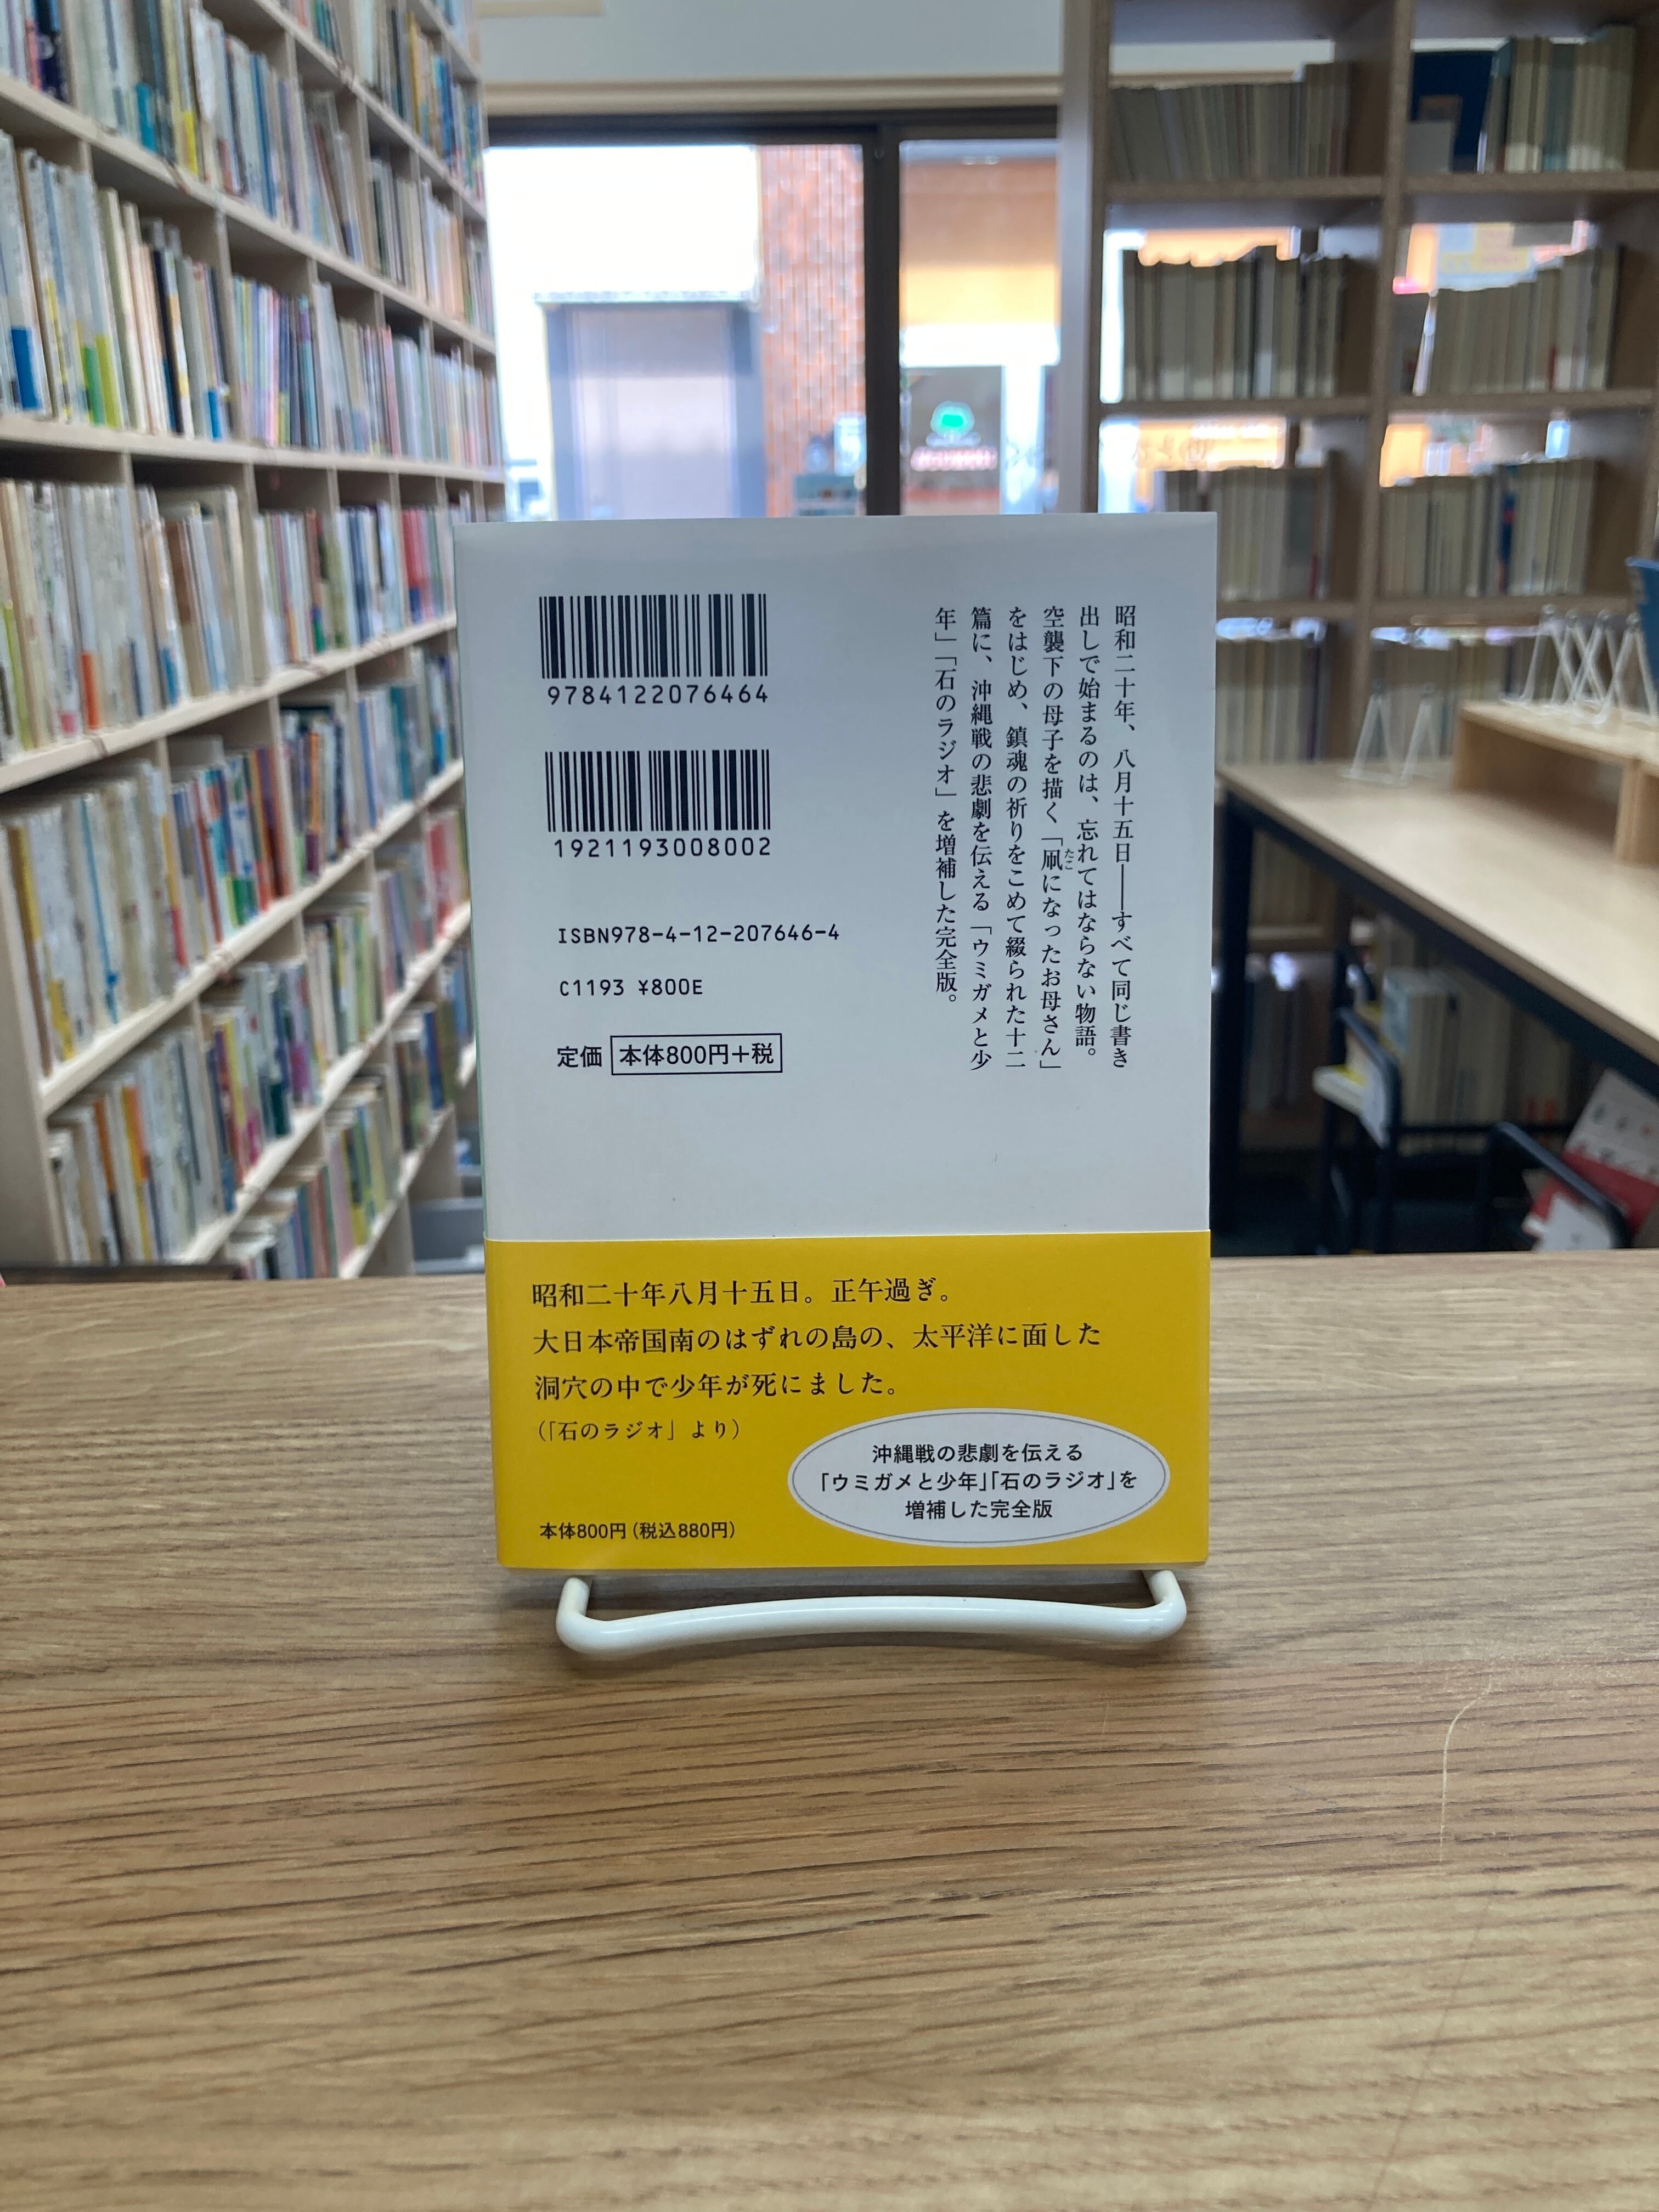 昭和二十年、八月十五日――すべて同じ書き
出しで始まるのは、忘れてはならない物語。
空襲下の母子を描く「凧になったお母さん」
たこ
をはじめ、鎮魂の祈りをこめて綴られた十二
篇に、沖縄戦の悲劇を伝える「ウミガメと少
年」「石のラジオ」を増補した完全版。
9784122076464
1921193008002
ISBN978-4-12-207646-4
C1193 ¥800E
定価 本体800円+税
昭和二十年八月十五日。正午過ぎ。
大日本帝国南のはずれの島の、太平洋に面した
洞穴の中で少年が死にました。
（「石のラジオ」より）
沖縄戦の悲劇を伝える
「ウミガメと少年」「石のラジオ」を
増補した完全版
本体800円（税込880円）